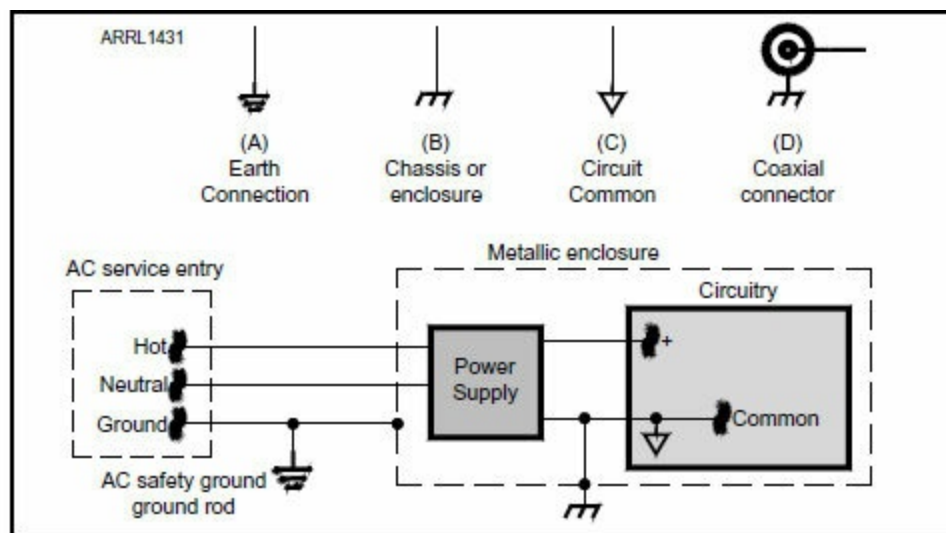 ARRL1431
(A)
Earth
Connection
(B)
Chassis or
enclosure
(C)
Circuit
Common
(D)
Coaxial
connector
AC service entry
Hot
Neutral
Ground
AC safety ground
ground rod
Metallic enclosure
Power
Supply
Circuitry
+
Common